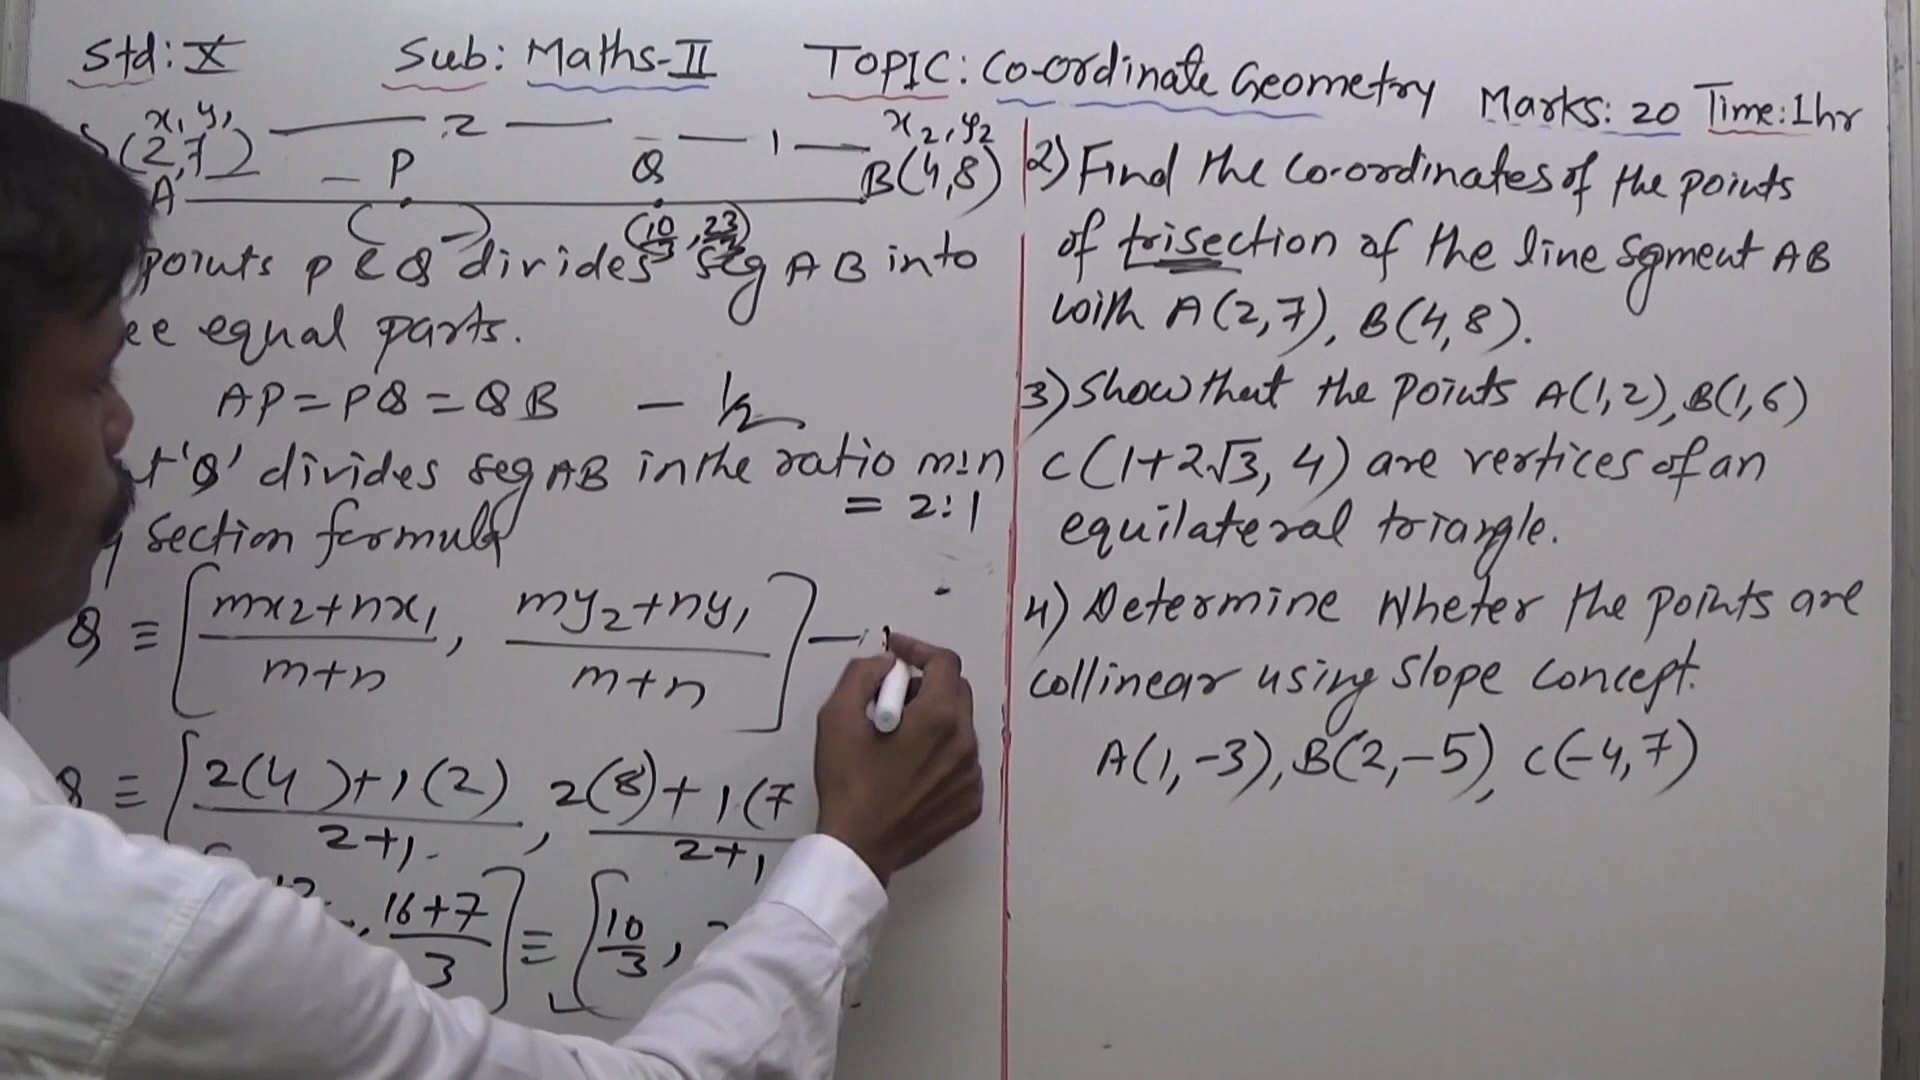 Std: X Sub: Maths-II TOPIC: Co-ordinate Geometry Marks: 20 Time: 1hr
x1 y1 2 1 x2, y2
(2,7) P Q B(4,8)
A
(10/3, 23/3)
points P & Q divides seg AB into
equal parts.
AP = PQ = QB — 1/2
'Q' divides seg AB in the ratio m:n
= 2:1
section formula
Q ≡ [mx2+nx1/m+n, my2+ny1/m+n] —
Q ≡ [2(4)+1(2)/2+1, 2(8)+1(7/2+1
, 16+7/3] ≡ [10/3,
2) Find the co-ordinates of the points
of trisection of the line sgment AB
with A(2,7), B(4,8).
3) Show that the points A(1,2), B(1,6)
C(1+2√3, 4) are vertices of an
equilateral triangle.
4) Determine Wheter the points are
collinear using slope concept.
A(1,-3), B(2,-5), C(-4,7)